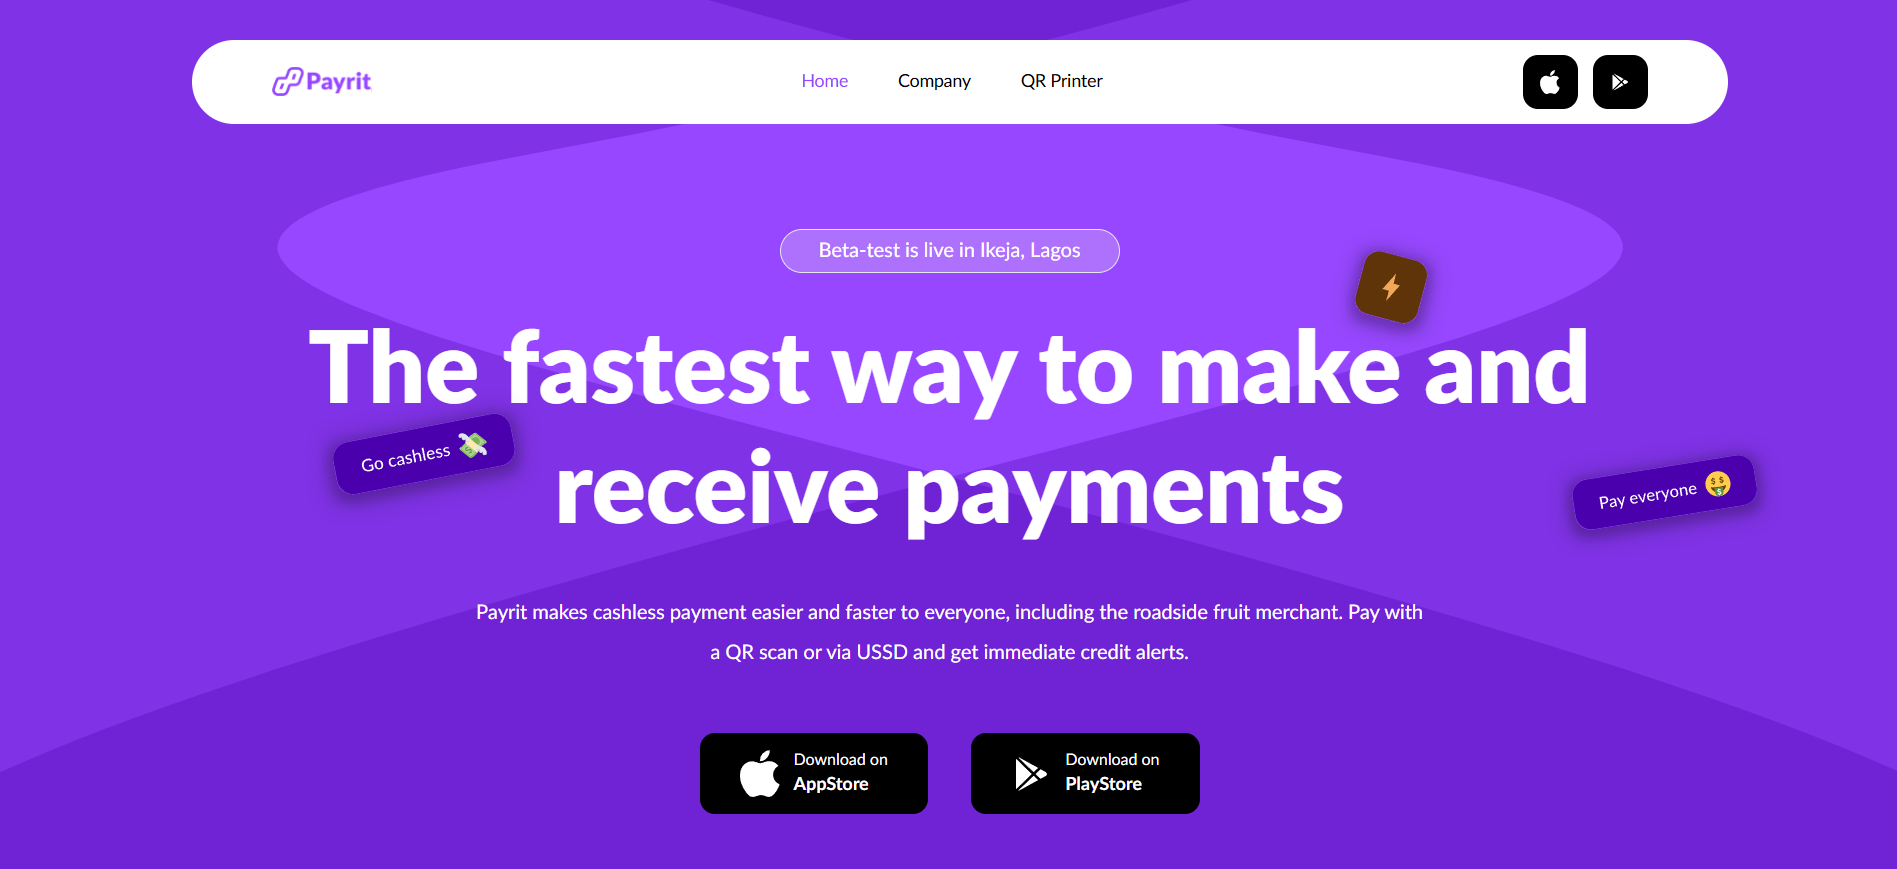 Payrit
Home
Company
QR Printer
Beta-test is live in Ikeja, Lagos
The fastest way to make and
receive payments
Go cashless
Pay everyone
Payrit makes cashless payment easier and faster to everyone, including the roadside fruit merchant. Pay with
a QR scan or via USSD and get immediate credit alerts.
Download on
AppStore
Download on
PlayStore